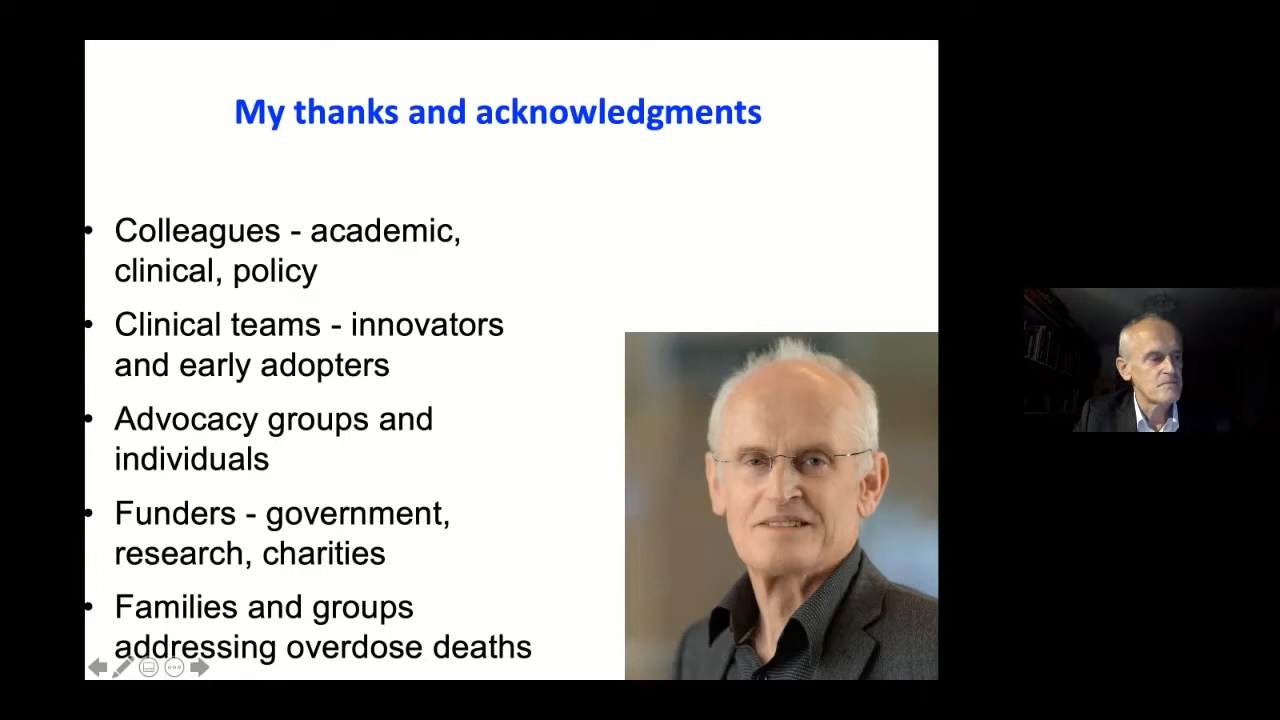 My thanks and acknowledgments
• Colleagues - academic,
clinical, policy
• Clinical teams - innovators
and early adopters
• Advocacy groups and
individuals
• Funders - government,
research, charities
• Families and groups
addressing overdose deaths